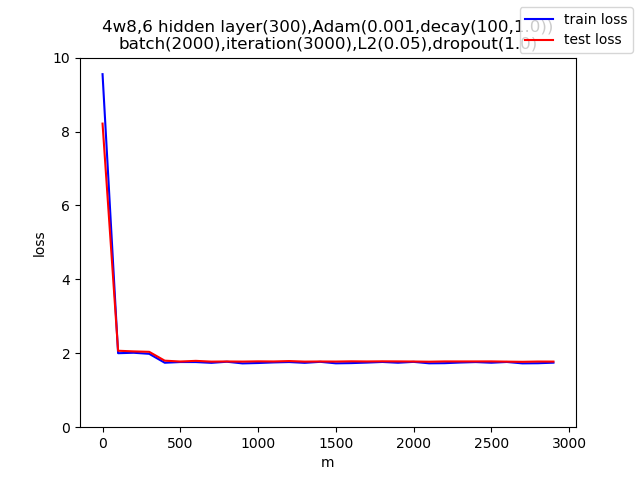 4w8,6 hidden layer(300),Adam(0.001,decay(100,1.0))
batch(2000),iteration(3000),L2(0.05),dropout(1.0)
train loss
test loss
10
8
6
4
2
0
loss
0 500 1000 1500 2000 2500 3000
m